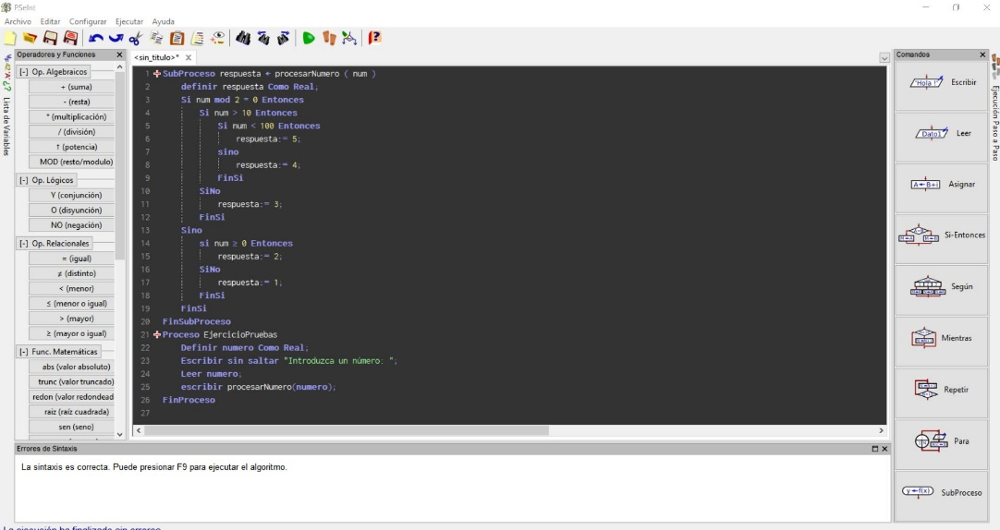 PSeInt
Archivo Editar Configurar Ejecutar Ayuda
Operadores y Funciones X
<sin_titulo>* X
Comandos X
[-] Op. Algebraicos
+ (suma)
- (resta)
* (multiplicación)
/ (división)
↑ (potencia)
MOD (resto/modulo)
[-] Op. Lógicos
Y (conjunción)
O (disyunción)
NO (negación)
[-] Op. Relacionales
= (igual)
≠ (distinto)
< (menor)
≤ (menor o igual)
> (mayor)
≥ (mayor o igual)
[-] Func. Matemáticas
abs (valor absoluto)
trunc (valor truncado)
redon (valor redondead
raiz (raíz cuadrada)
sen (seno)
Lista de Variables
1 SubProceso respuesta ← procesarNumero ( num )
2 definir respuesta Como Real;
3 Si num mod 2 = 0 Entonces
4 Si num > 10 Entonces
5 Si num < 100 Entonces
6 respuesta:= 5;
7 sino
8 respuesta:= 4;
9 FinSi
10 SiNo
11 respuesta:= 3;
12 FinSi
13 Sino
14 si num ≥ 0 Entonces
15 respuesta:= 2;
16 SiNo
17 respuesta:= 1;
18 FinSi
19 FinSi
20 FinSubProceso
21 Proceso EjercicioPruebas
22 Definir numero Como Real;
23 Escribir sin saltar "Introduzca un número: ";
24 Leer numero;
25 escribir procesarNumero(numero);
26 FinProceso
27
'Hola !' Escribir
Dato1 Leer
A←B+i Asignar
Si-Entonces
Según
Mientras
Repetir
Para
y←f(x) SubProceso
Ejecución Paso a Paso
Errores de Sintaxis
La sintaxis es correcta. Puede presionar F9 para ejecutar el algoritmo.
La ejecución ha finalizado sin errores.